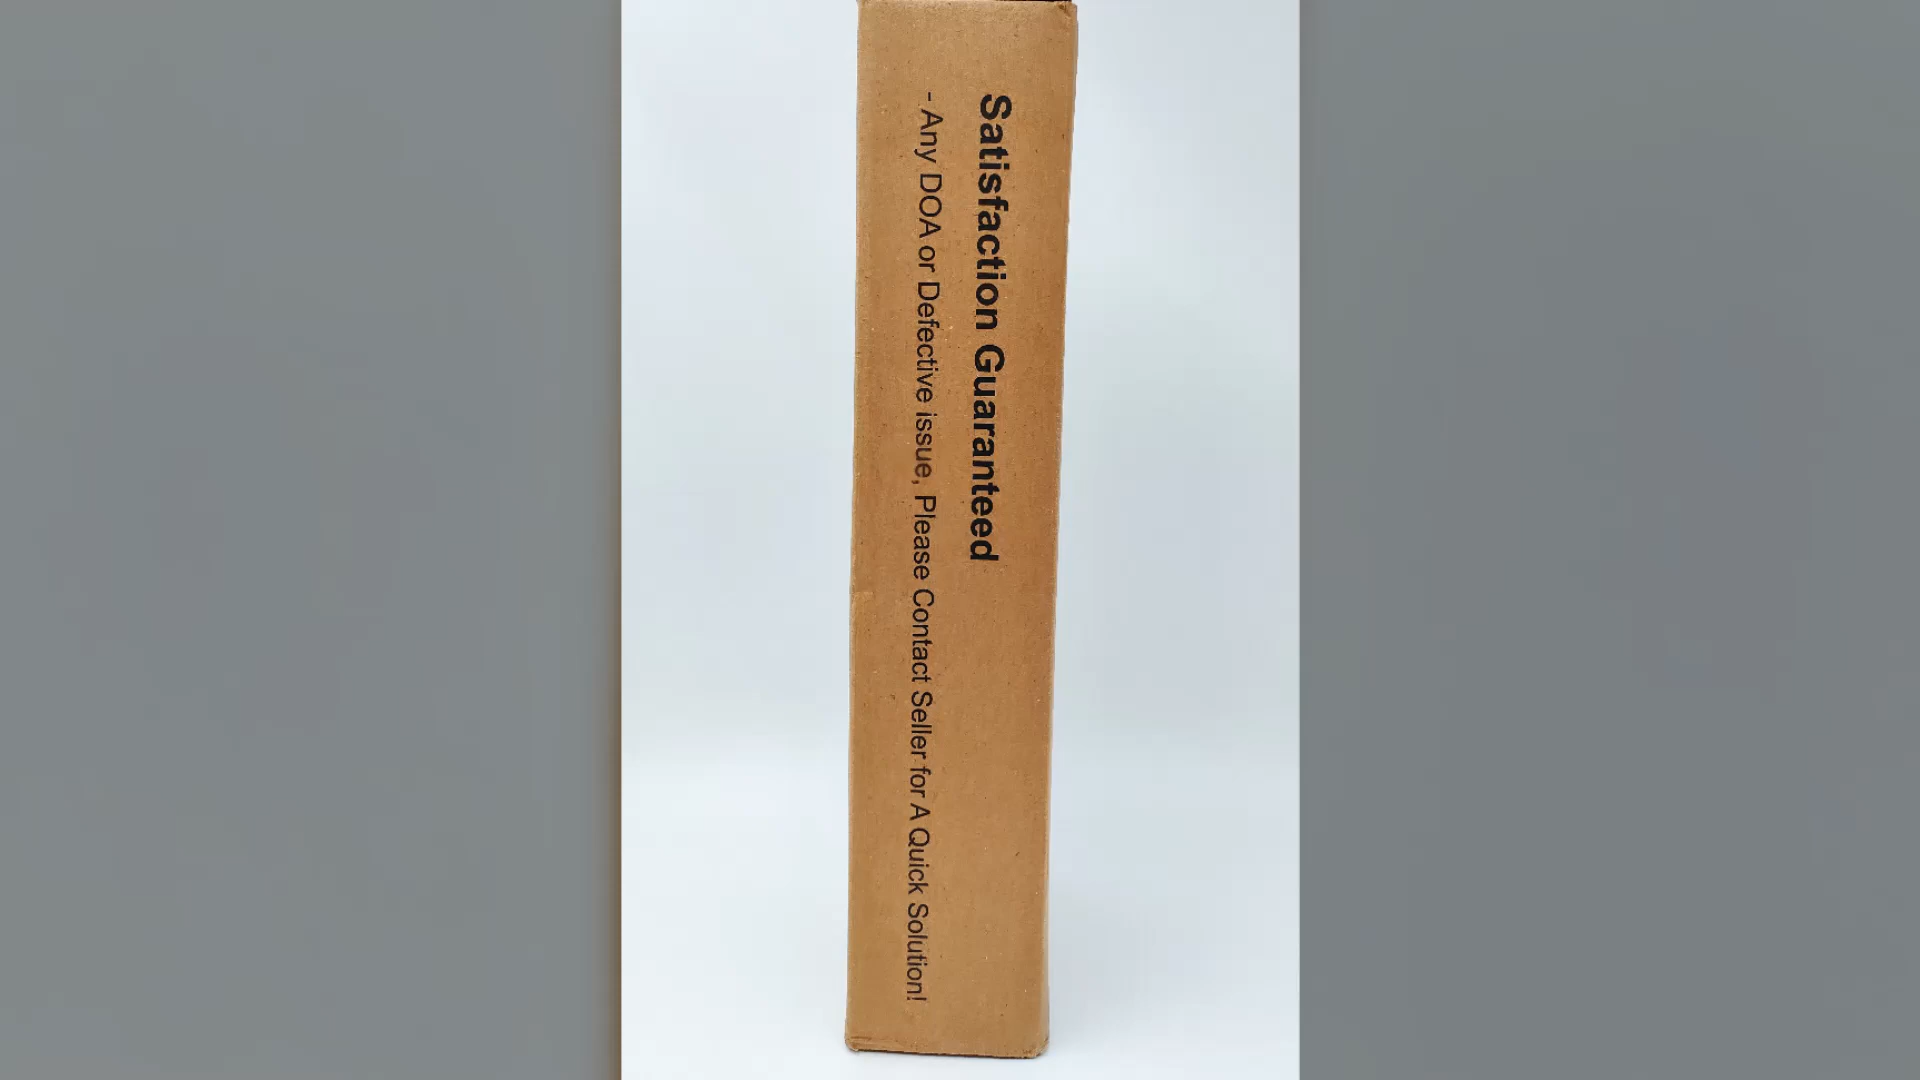 Satisfaction Guaranteed
- Any DOA or Defective issue, Please Contact Seller for A Quick Solution!